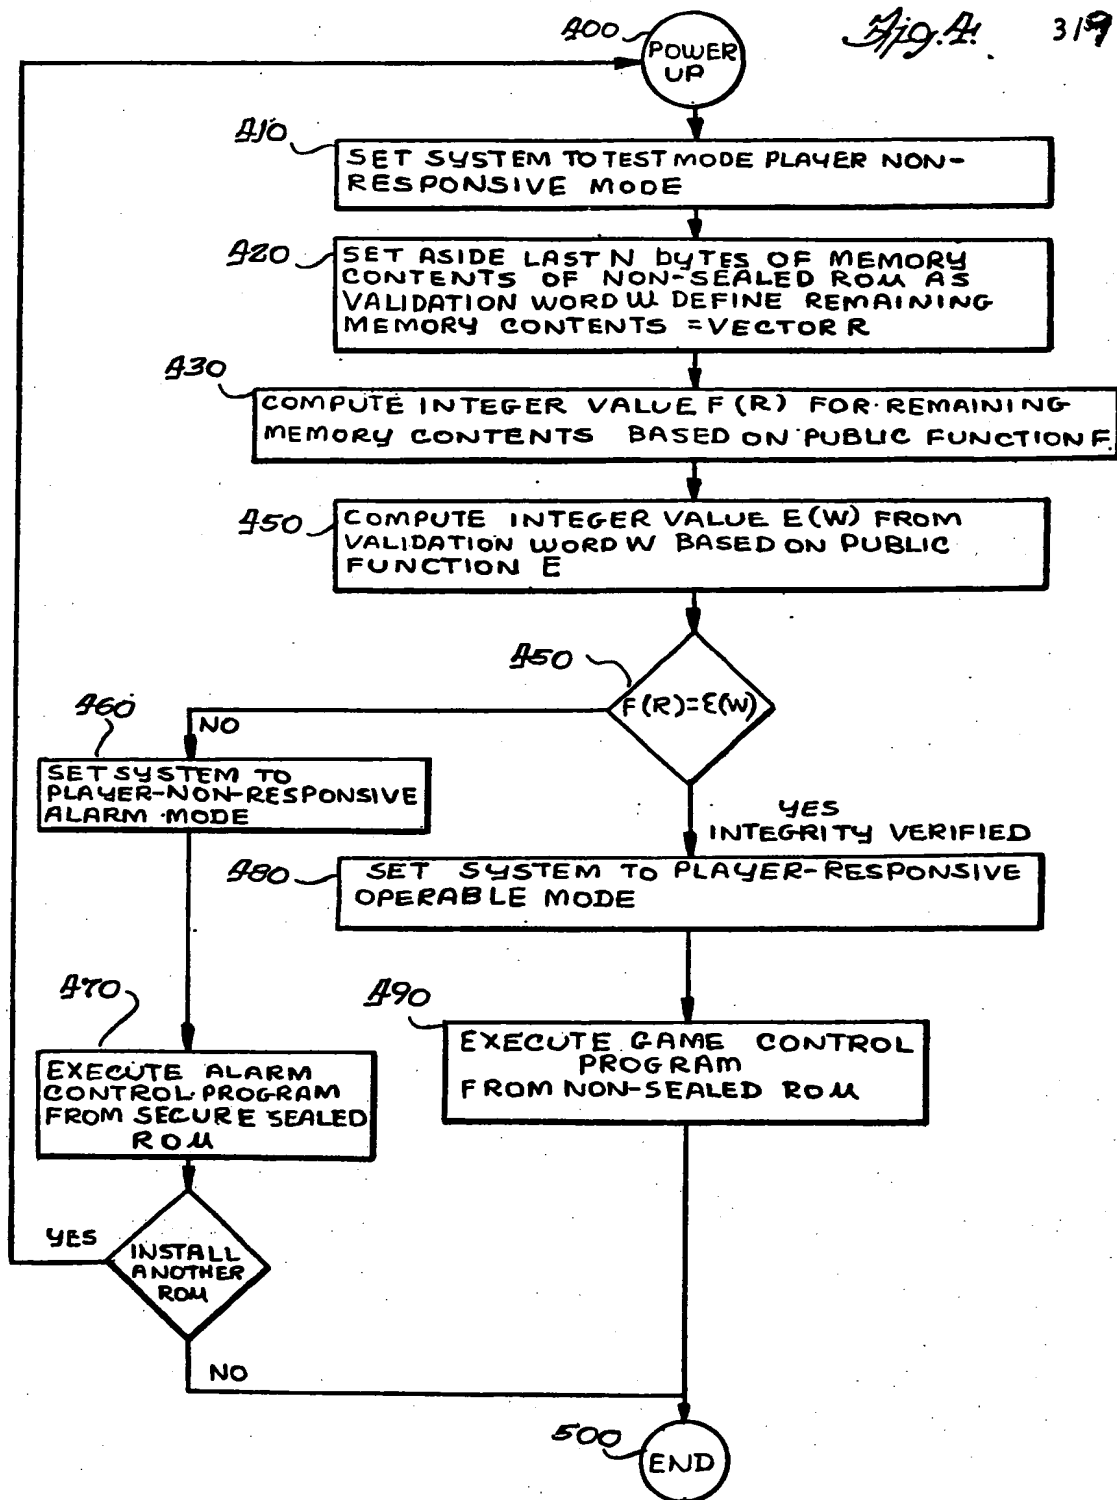 Fig. 4.
3/9
400
POWER
UP
410
SET SYSTEM TO TEST MODE PLAYER NON-
RESPONSIVE MODE
420
SET ASIDE LAST N bYTES OF MEMORY
CONTENTS OF NON-SEALED ROM AS
VALIDATION WORD W. DEFINE REMAINING
MEMORY CONTENTS = VECTOR R
430
COMPUTE INTEGER VALUE F(R) FOR REMAINING
MEMORY CONTENTS BASED ON PUBLIC FUNCTION F.
450
COMPUTE INTEGER VALUE E(W) FROM
VALIDATION WORD W BASED ON PUBLIC
FUNCTION E
450
F(R)=E(W)
460
NO
SET SYSTEM TO
PLAYER-NON-RESPONSIVE
ALARM MODE
YES
INTEGRITY VERIFIED
480
SET SYSTEM TO PLAYER-RESPONSIVE
OPERABLE MODE
470
EXECUTE ALARM
CONTROL PROGRAM
FROM SECURE SEALED
ROM
490
EXECUTE GAME CONTROL
PROGRAM
FROM NON-SEALED ROM
YES
INSTALL
ANOTHER
ROM
NO
500
END